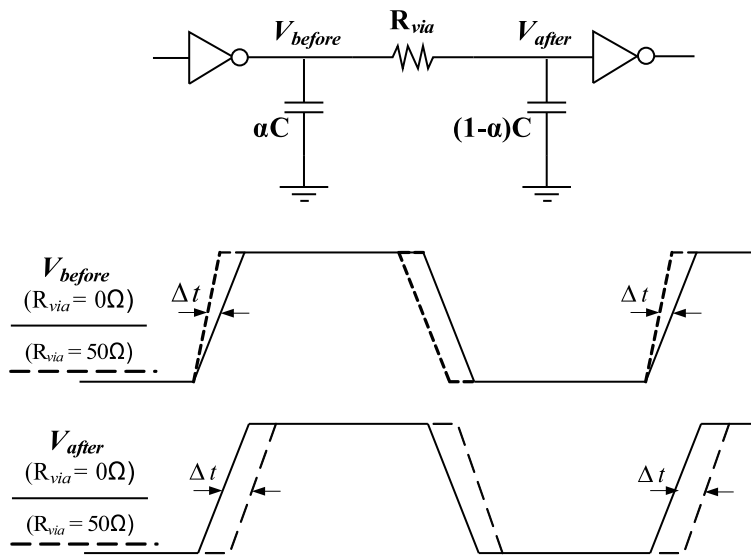 V_before R_via V_after
αC (1-α)C
V_before
(R_via = 0Ω)
(R_via = 50Ω)
Δt Δt
V_after
(R_via = 0Ω)
(R_via = 50Ω)
Δt Δt